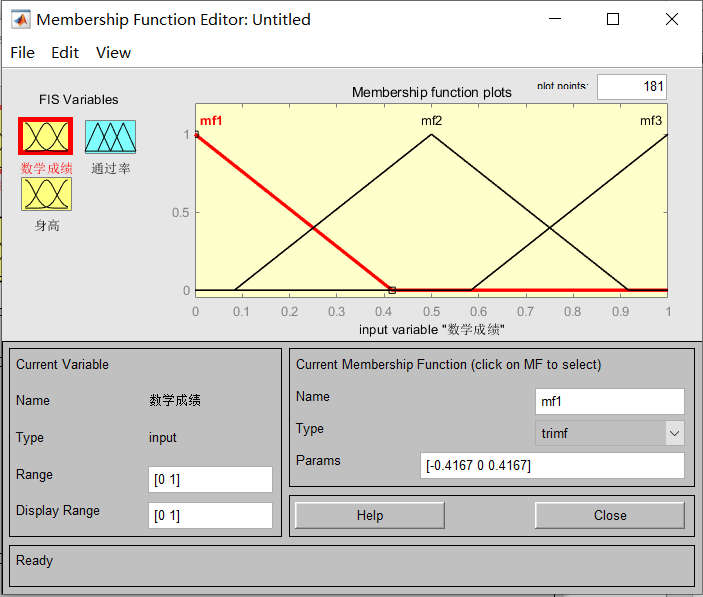 Membership Function Editor: Untitled
File Edit View
FIS Variables
数学成绩
通过率
身高
Membership function plots
plot points:
181
mf1
mf2
mf3
1
0.5
0
0 0.1 0.2 0.3 0.4 0.5 0.6 0.7 0.8 0.9 1
input variable "数学成绩"
Current Variable
Name 数学成绩
Type input
Range [0 1]
Display Range [0 1]
Current Membership Function (click on MF to select)
Name mf1
Type trimf
Params [-0.4167 0 0.4167]
Help
Close
Ready